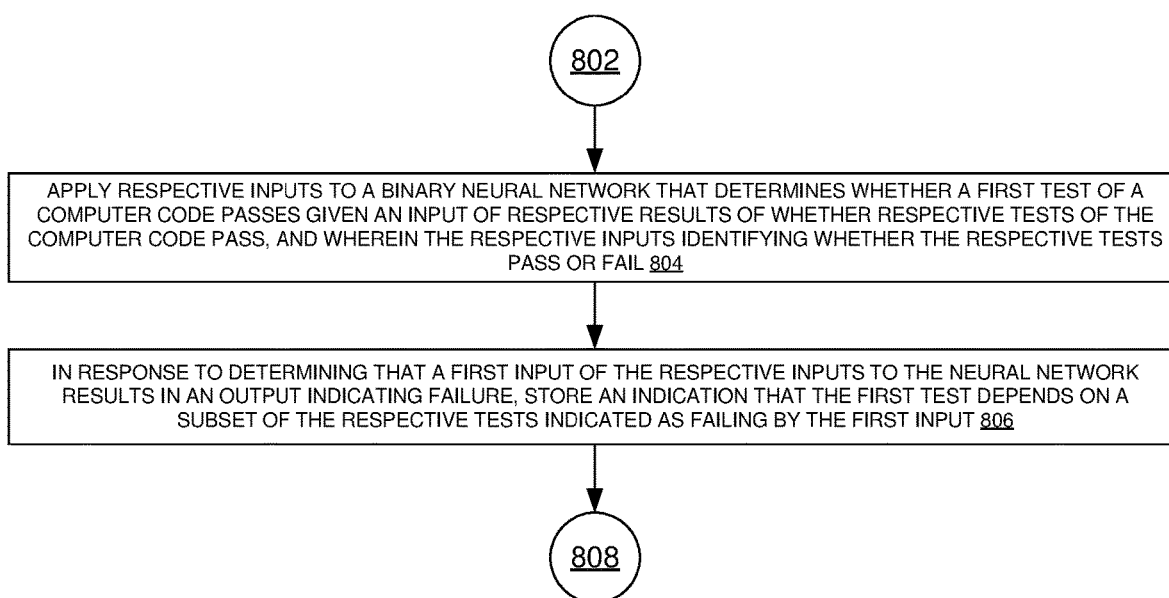 802
APPLY RESPECTIVE INPUTS TO A BINARY NEURAL NETWORK THAT DETERMINES WHETHER A FIRST TEST OF A
COMPUTER CODE PASSES GIVEN AN INPUT OF RESPECTIVE RESULTS OF WHETHER RESPECTIVE TESTS OF THE
COMPUTER CODE PASS, AND WHEREIN THE RESPECTIVE INPUTS IDENTIFYING WHETHER THE RESPECTIVE TESTS
PASS OR FAIL 804
IN RESPONSE TO DETERMINING THAT A FIRST INPUT OF THE RESPECTIVE INPUTS TO THE NEURAL NETWORK
RESULTS IN AN OUTPUT INDICATING FAILURE, STORE AN INDICATION THAT THE FIRST TEST DEPENDS ON A
SUBSET OF THE RESPECTIVE TESTS INDICATED AS FAILING BY THE FIRST INPUT 806
808